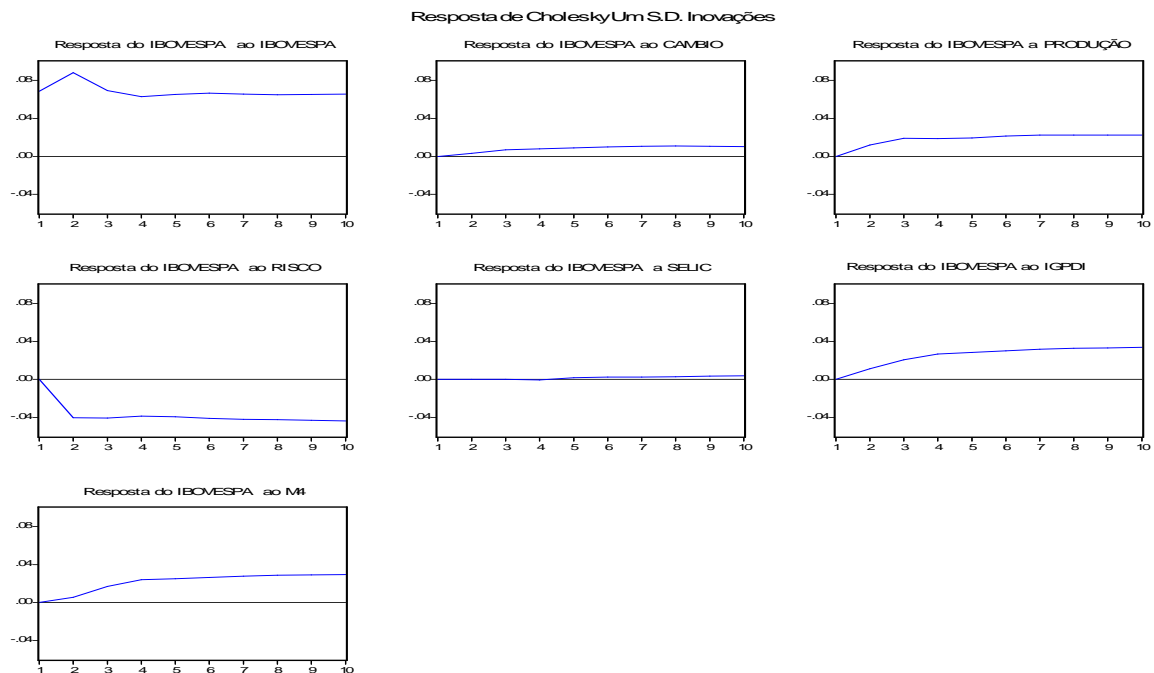 Resposta de Cholesky Um S.D. Inovações
Resposta do IBOVESPA ao IBOVESPA
.08
.04
.00
-.04
1 2 3 4 5 6 7 8 9 10
Resposta do IBOVESPA ao CAMBIO
.08
.04
.00
-.04
1 2 3 4 5 6 7 8 9 10
Resposta do IBOVESPA a PRODUÇÃO
.08
.04
.00
-.04
1 2 3 4 5 6 7 8 9 10
Resposta do IBOVESPA ao RISCO
.08
.04
.00
-.04
1 2 3 4 5 6 7 8 9 10
Resposta do IBOVESPA a SELIC
.08
.04
.00
-.04
1 2 3 4 5 6 7 8 9 10
Resposta do IBOVESPA ao IGPDI
.08
.04
.00
-.04
1 2 3 4 5 6 7 8 9 10
Resposta do IBOVESPA ao M4
.08
.04
.00
-.04
1 2 3 4 5 6 7 8 9 10